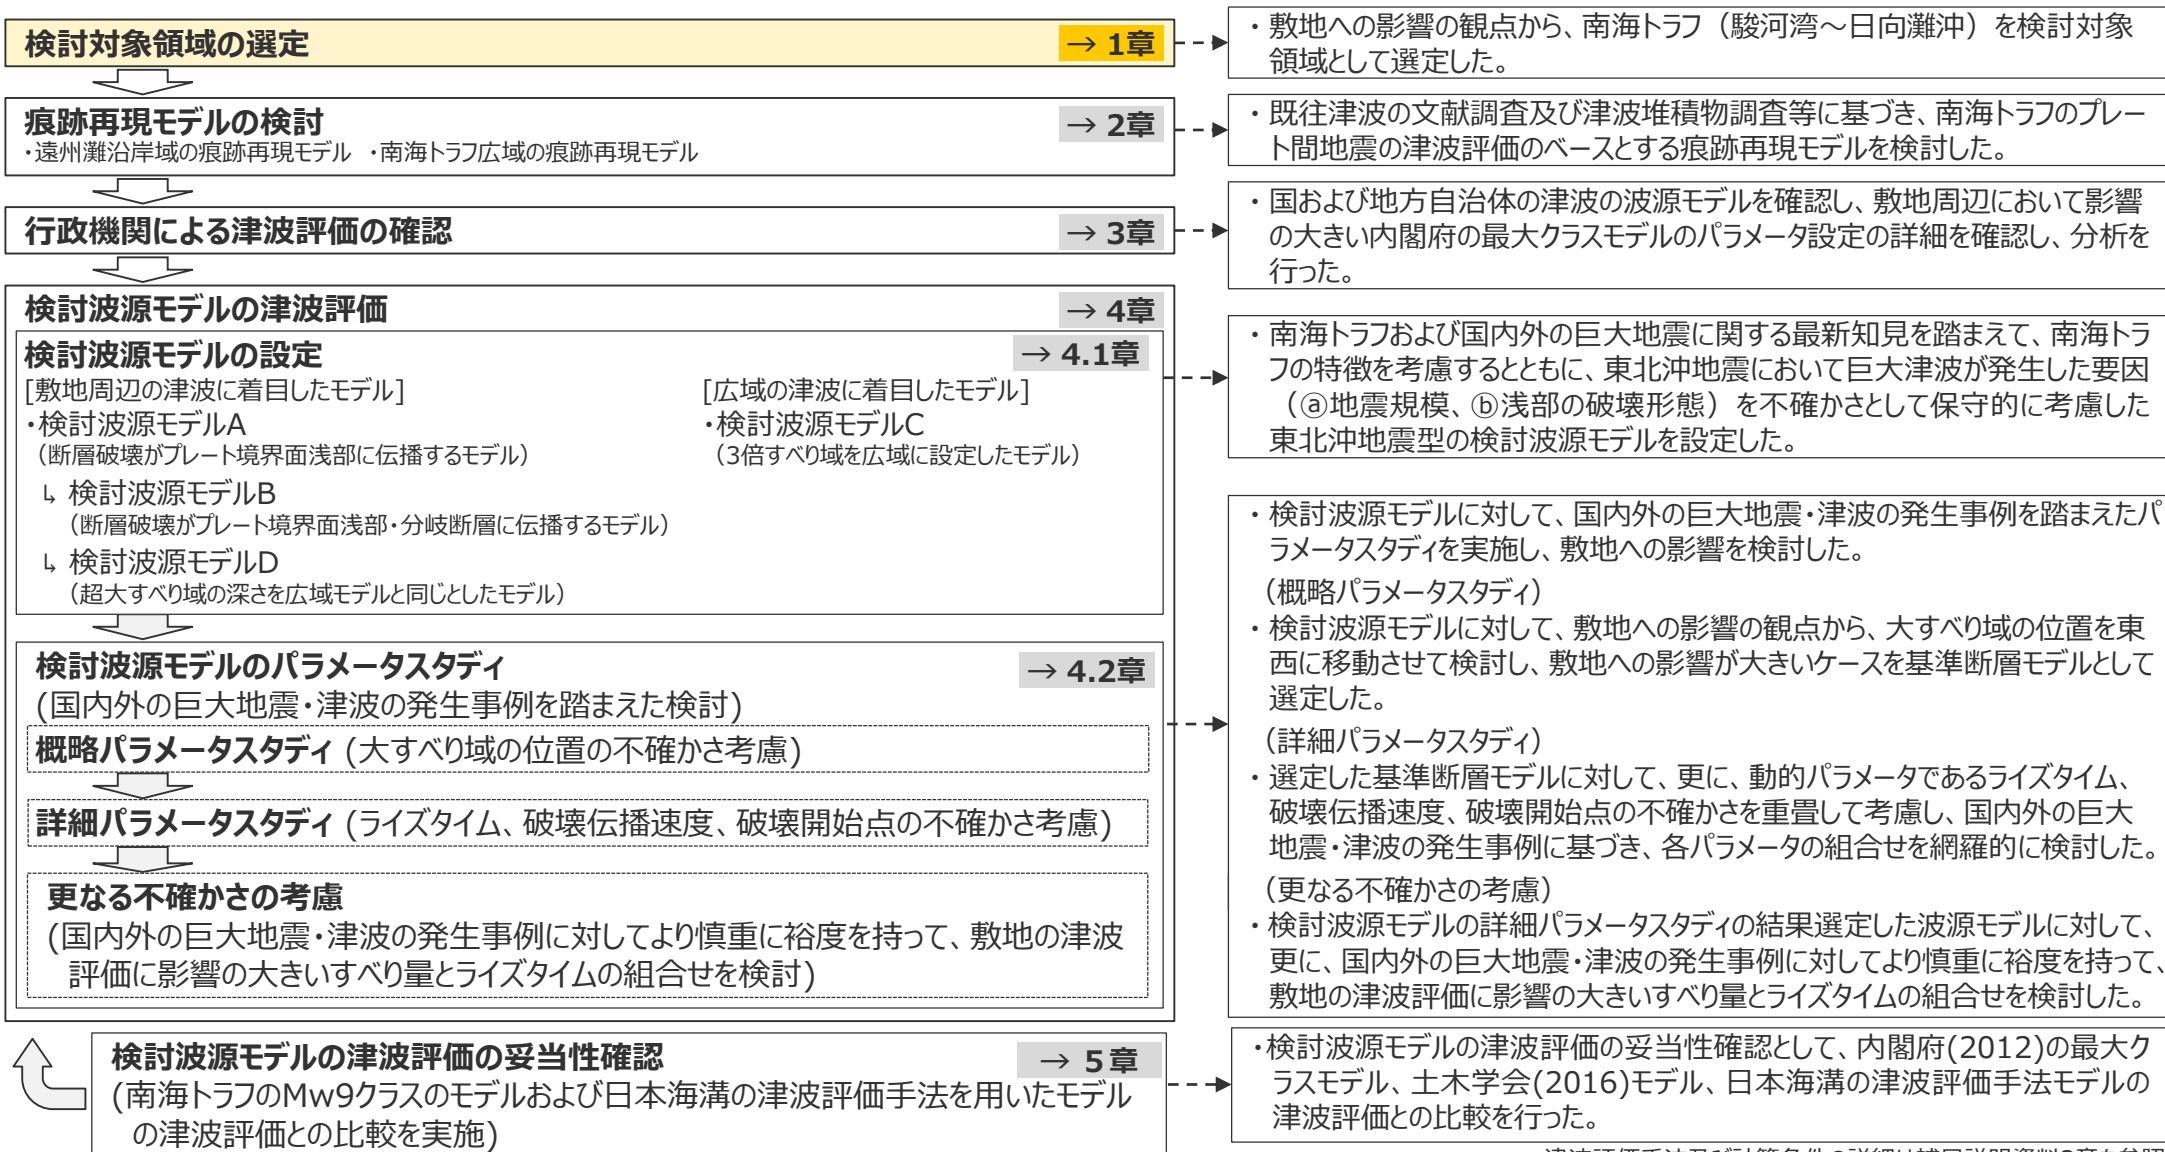 検討対象領域の選定 → 1章
・敷地への影響の観点から、南海トラフ（駿河湾～日向灘沖）を検討対象
領域として選定した。
痕跡再現モデルの検討 → 2章
・遠州灘沿岸域の痕跡再現モデル ・南海トラフ広域の痕跡再現モデル
・既往津波の文献調査及び津波堆積物調査等に基づき、南海トラフのプレー
ト間地震の津波評価のベースとする痕跡再現モデルを検討した。
行政機関による津波評価の確認 → 3章
・国および地方自治体の津波の波源モデルを確認し、敷地周辺において影響
の大きい内閣府の最大クラスモデルのパラメータ設定の詳細を確認し、分析を
行った。
検討波源モデルの津波評価 → 4章
検討波源モデルの設定 → 4.1章
[敷地周辺の津波に着目したモデル] [広域の津波に着目したモデル]
・検討波源モデルA ・検討波源モデルC
（断層破壊がプレート境界面浅部に伝播するモデル） （3倍すべり域を広域に設定したモデル）
↳ 検討波源モデルB
（断層破壊がプレート境界面浅部・分岐断層に伝播するモデル）
↳ 検討波源モデルD
（超大すべり域の深さを広域モデルと同じとしたモデル）
・南海トラフおよび国内外の巨大地震に関する最新知見を踏まえて、南海トラ
フの特徴を考慮するとともに、東北沖地震において巨大津波が発生した要因
（ⓐ地震規模、ⓑ浅部の破壊形態）を不確かさとして保守的に考慮した
東北沖地震型の検討波源モデルを設定した。
検討波源モデルのパラメータスタディ → 4.2章
(国内外の巨大地震・津波の発生事例を踏まえた検討)
概略パラメータスタディ (大すべり域の位置の不確かさ考慮)
詳細パラメータスタディ (ライズタイム、破壊伝播速度、破壊開始点の不確かさ考慮)
更なる不確かさの考慮
(国内外の巨大地震・津波の発生事例に対してより慎重に裕度を持って、敷地の津波
評価に影響の大きいすべり量とライズタイムの組合せを検討)
・検討波源モデルに対して、国内外の巨大地震・津波の発生事例を踏まえたパ
ラメータスタディを実施し、敷地への影響を検討した。
（概略パラメータスタディ）
・検討波源モデルに対して、敷地への影響の観点から、大すべり域の位置を東
西に移動させて検討し、敷地への影響が大きいケースを基準断層モデルとして
選定した。
（詳細パラメータスタディ）
・選定した基準断層モデルに対して、更に、動的パラメータであるライズタイム、
破壊伝播速度、破壊開始点の不確かさを重畳して考慮し、国内外の巨大
地震・津波の発生事例に基づき、各パラメータの組合せを網羅的に検討した。
（更なる不確かさの考慮）
・検討波源モデルの詳細パラメータスタディの結果選定した波源モデルに対して、
更に、国内外の巨大地震・津波の発生事例に対してより慎重に裕度を持って、
敷地の津波評価に影響の大きいすべり量とライズタイムの組合せを検討した。
検討波源モデルの津波評価の妥当性確認 → 5章
(南海トラフのMw9クラスのモデルおよび日本海溝の津波評価手法を用いたモデル
の津波評価との比較を実施)
・検討波源モデルの津波評価の妥当性確認として、内閣府(2012)の最大ク
ラスモデル、土木学会(2016)モデル、日本海溝の津波評価手法モデルの
津波評価との比較を行った。